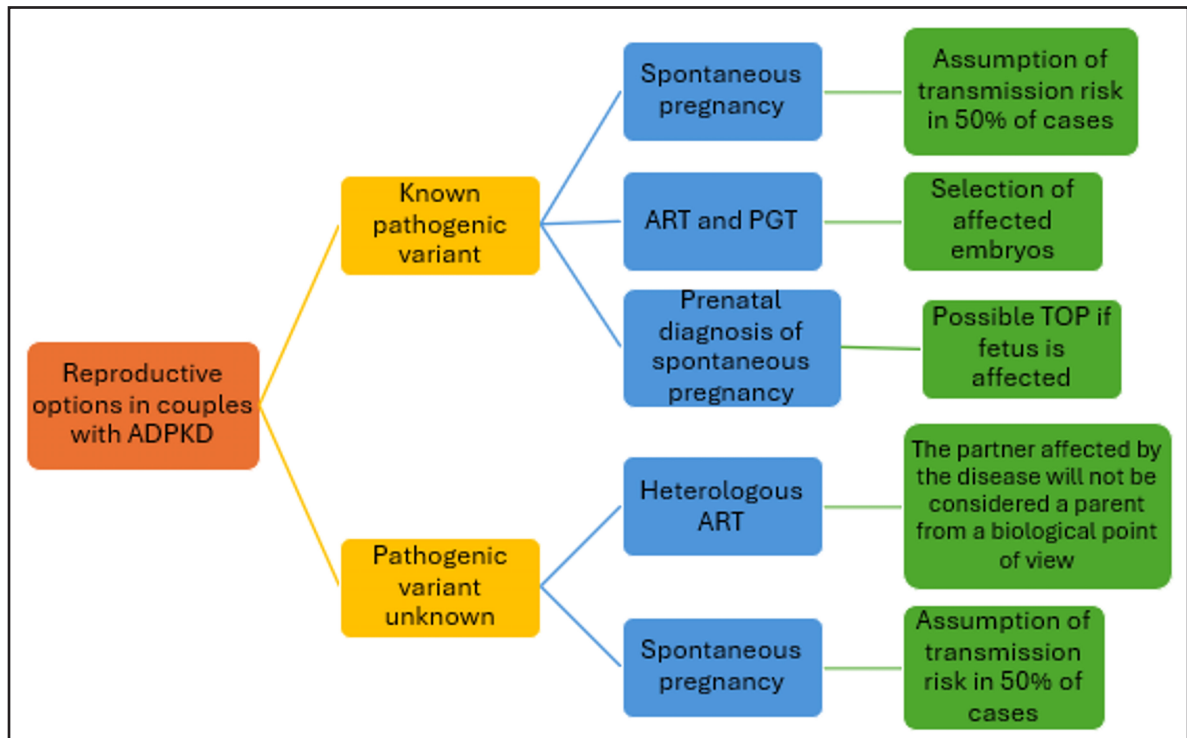 Reproductive
options in couples
with ADPKD
Known
pathogenic
variant
Spontaneous
pregnancy
Assumption of
transmission risk
in 50% of cases
ART and PGT
Selection of
affected
embryos
Prenatal
diagnosis of
spontaneous
pregnancy
Possible TOP if
fetus is
affected
Pathogenic
variant
unknown
Heterologous
ART
The partner affected by
the disease will not be
considered a parent
from a biological point
of view
Spontaneous
pregnancy
Assumption of
transmission
risk in 50% of
cases